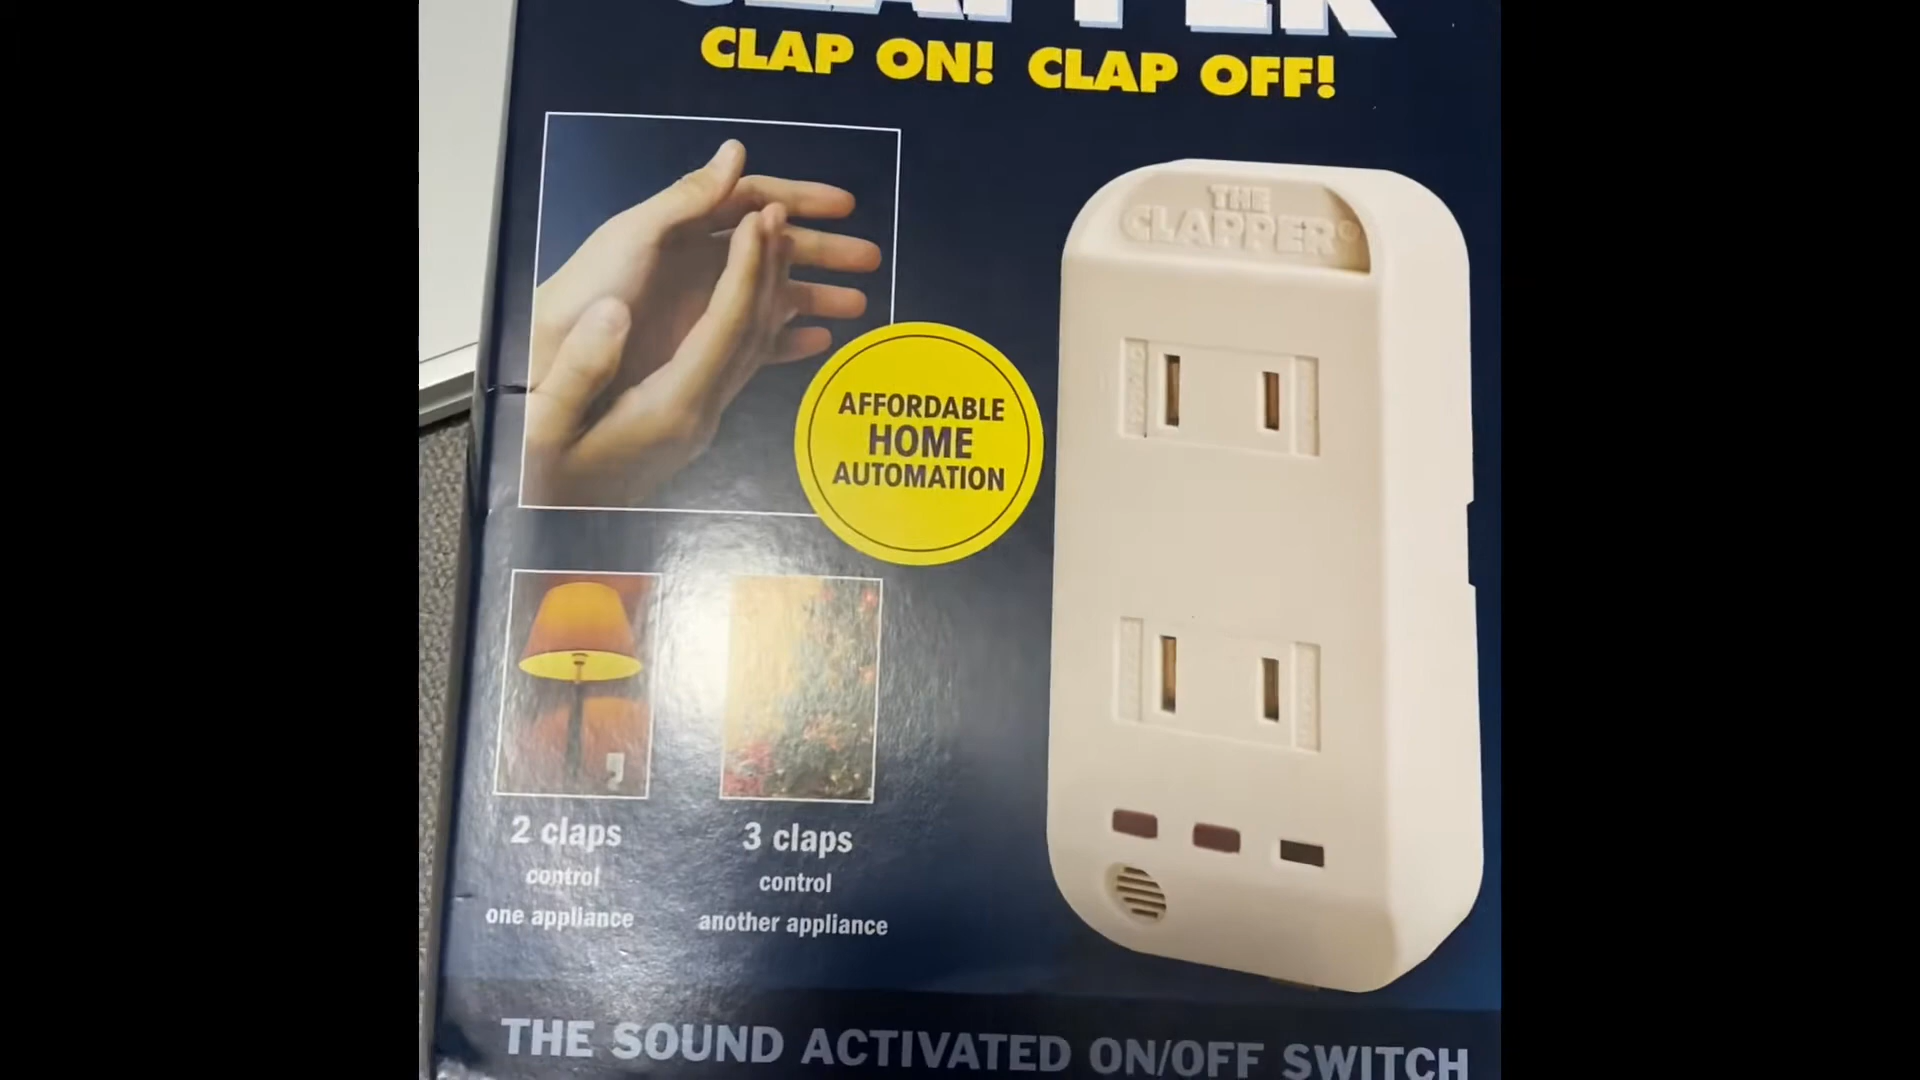 CLAPPER
CLAP ON! CLAP OFF!
THE
CLAPPER®
AFFORDABLE
HOME
AUTOMATION
2 claps
control
one appliance
3 claps
control
another appliance
THE SOUND ACTIVATED ON/OFF SWITCH